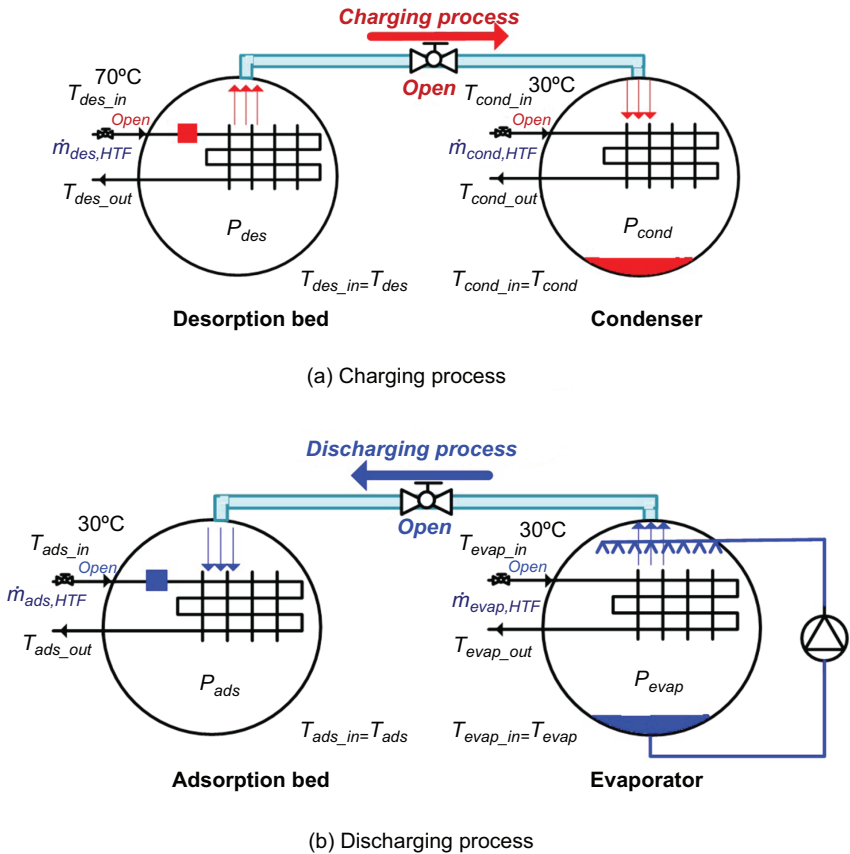 Charging process
Open
70ºC
T_des_in
Open
ṁ_des,HTF
T_des_out
P_des
T_des_in=T_des
Desorption bed
30ºC
T_cond_in
Open
ṁ_cond,HTF
T_cond_out
P_cond
T_cond_in=T_cond
Condenser
(a) Charging process
Discharging process
Open
30ºC
T_ads_in
Open
ṁ_ads,HTF
T_ads_out
P_ads
T_ads_in=T_ads
Adsorption bed
30ºC
T_evap_in
Open
ṁ_evap,HTF
T_evap_out
P_evap
T_evap_in=T_evap
Evaporator
(b) Discharging process